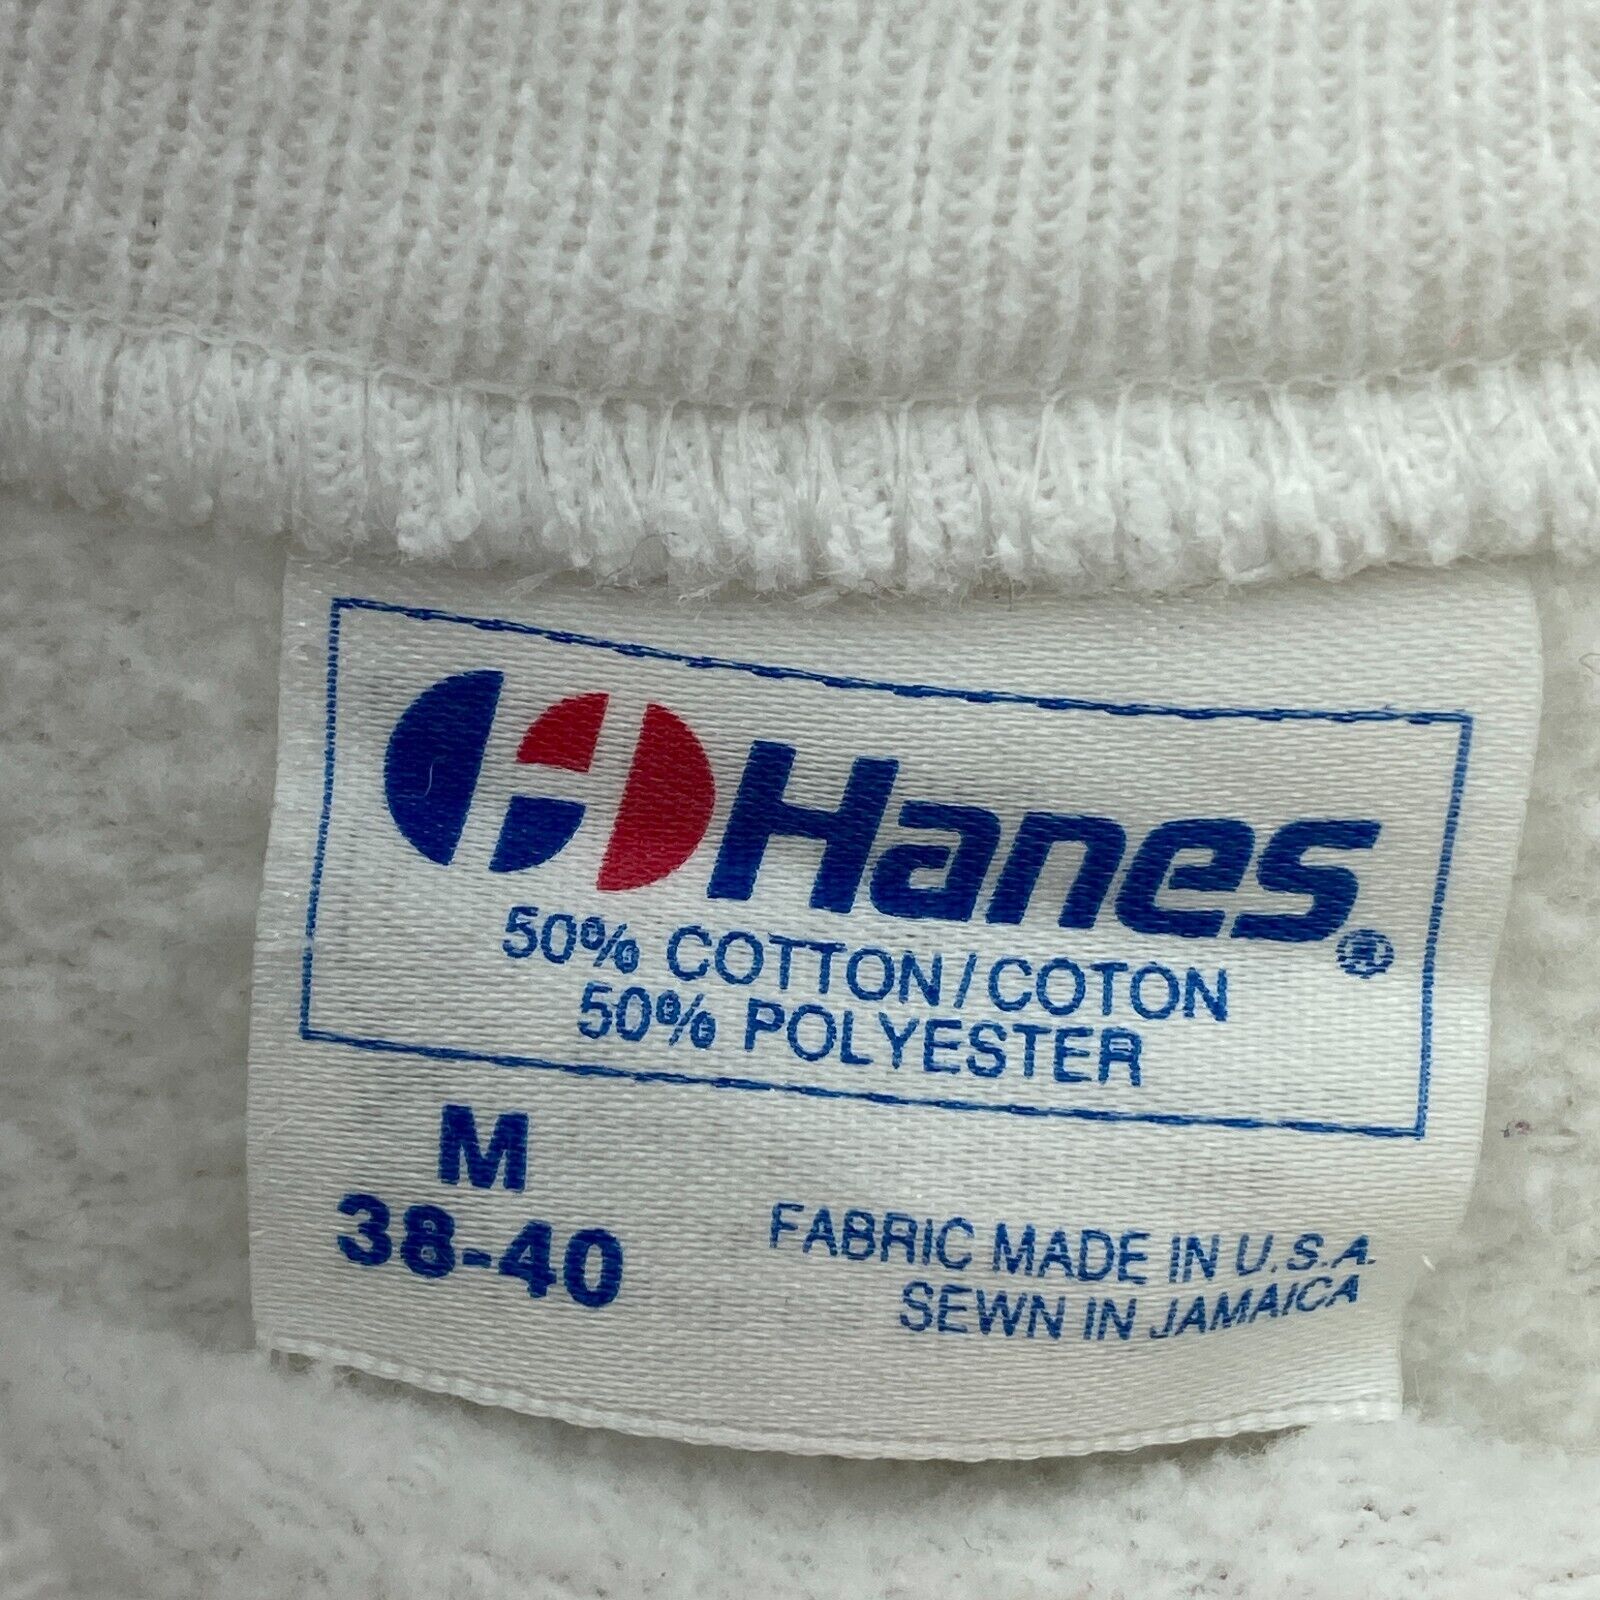 Hanes®
50% COTTON/COTON
50% POLYESTER
M
38-40
FABRIC MADE IN U.S.A.
SEWN IN JAMAICA